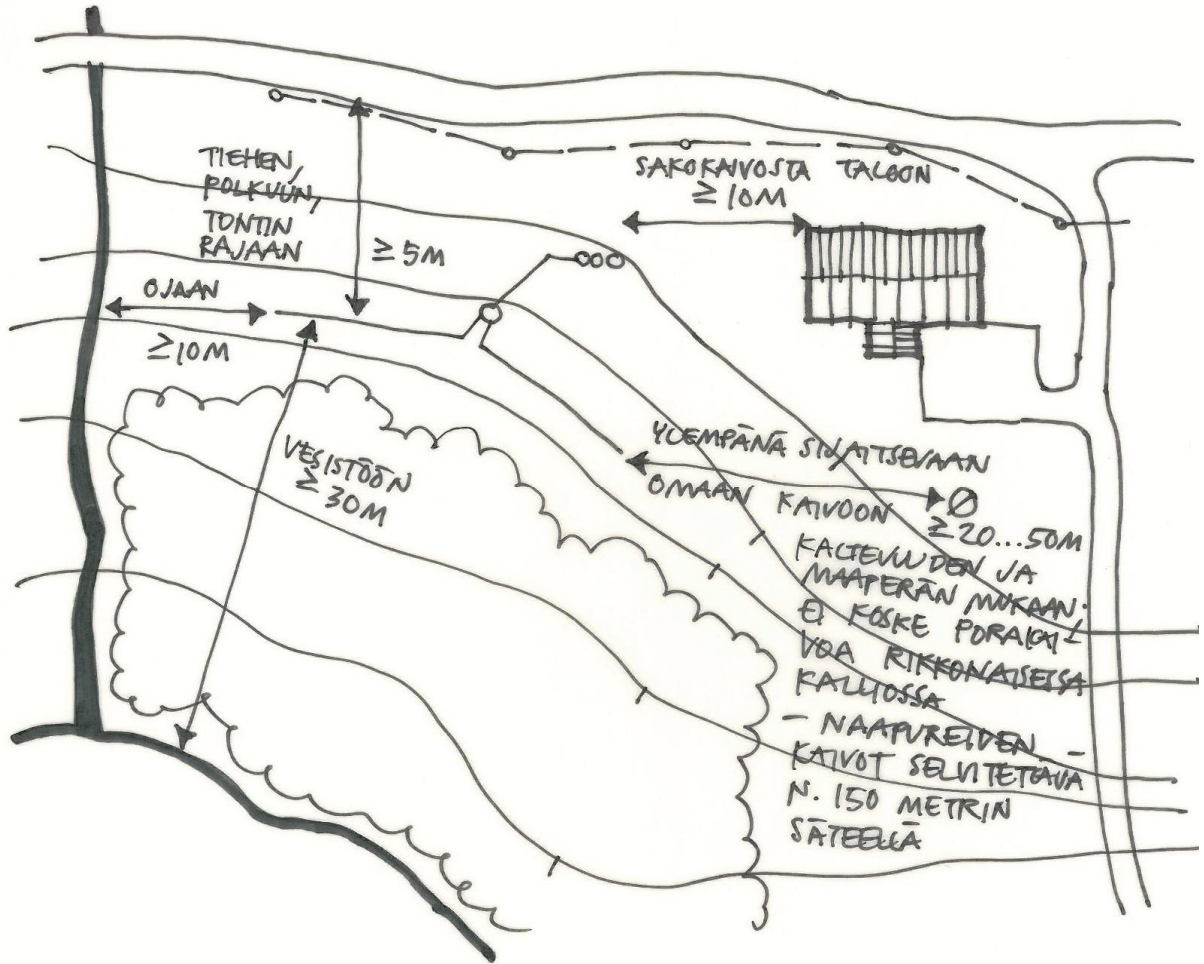 TIEHEN,
POLKUUN,
TONTIN
RAJAAN
≥5M
SAKOKAIVOSTA TALOON
≥10M
OJAAN
≥10M
VESISTÖÖN
≥30M
YLEMPÄNÄ SIJAITSEVAAN
OMAAN KAIVOON
≥20...50M
KALTEVUUDEN JA
MAAPERÄN MUKAAN.
EI KOSKE PORAKAI-
VOA RIKKONAISESSA
KALLIOSSA
- NAAPUREIDEN
KAIVOT SELVITETTÄVÄ
N. 150 METRIN
SÄTEELLÄ